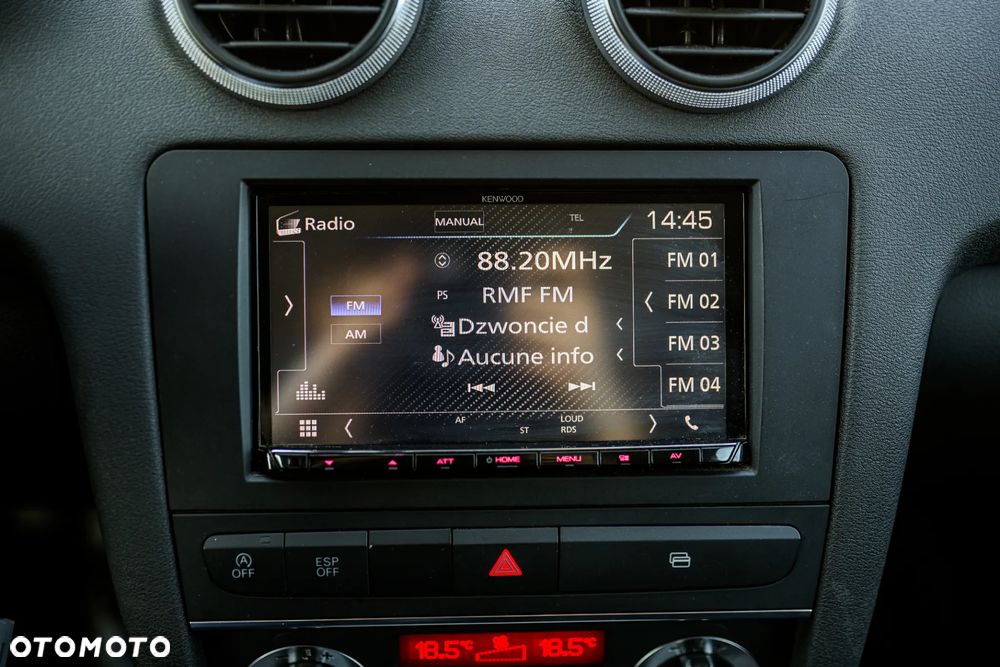 KENWOOD
Radio MANUAL TEL 14:45
88.20MHz FM 01
FM PS RMF FM FM 02
AM Dzwoncie d FM 03
Aucune info
FM 04
AF ST LOUD
RDS
ATT HOME MENU AV
A OFF
ESP OFF
18.5°C 18.5°C
OTOMOTO